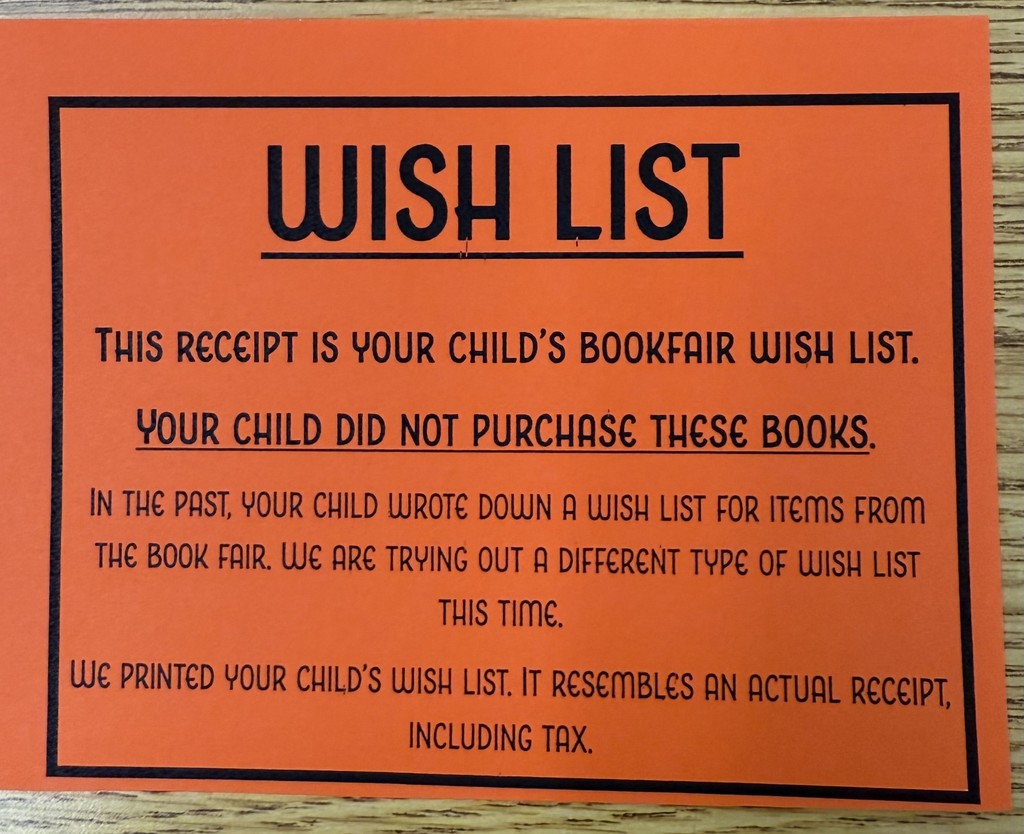 WISH LIST
THIS RECEIPT IS YOUR CHILD'S BOOKFAIR WISH LIST.
YOUR CHILD DID NOT PURCHASE THESE BOOKS.
IN THE PAST, YOUR CHILD WROTE DOWN A WISH LIST FOR ITEMS FROM
THE BOOK FAIR. WE ARE TRYING OUT A DIFFERENT TYPE OF WISH LIST
THIS TIME.
WE PRINTED YOUR CHILD'S WISH LIST. IT RESEMBLES AN ACTUAL RECEIPT,
INCLUDING TAX.